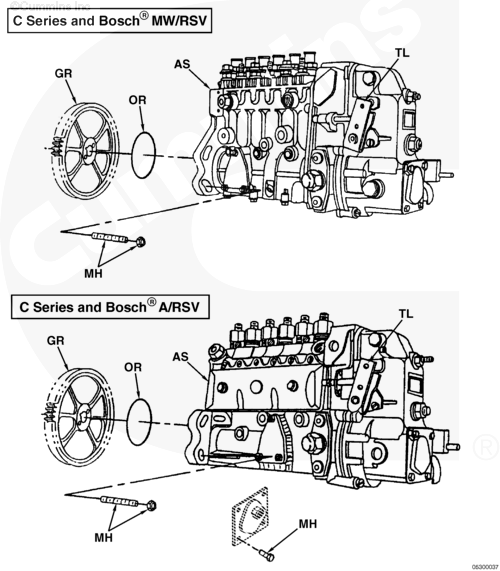 ©Cummins Inc
C Series and Bosch® MW/RSV
GR
OR
AS
TL
MH
C Series and Bosch® A/RSV
GR
OR
AS
TL
MH
MH
Cummins
®
05300037